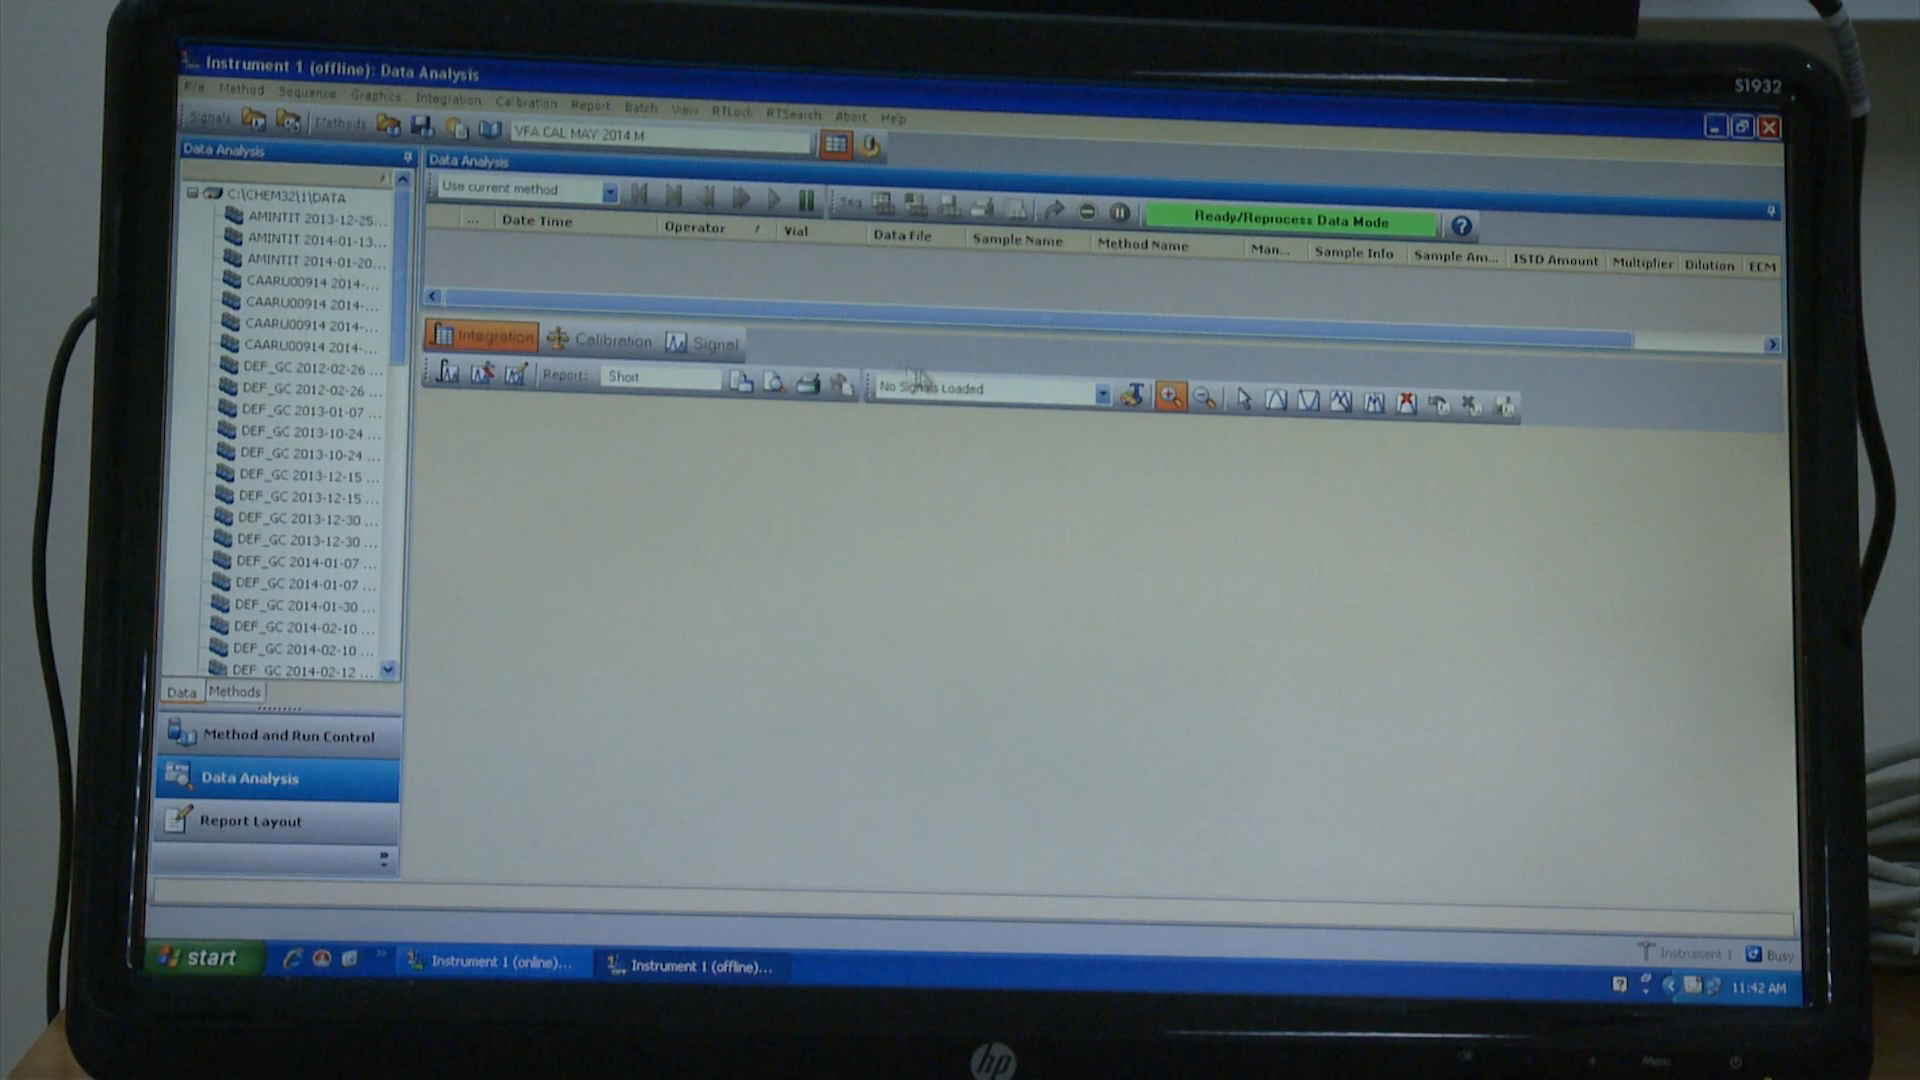 S1932
Instrument 1 (offline): Data Analysis
File Method Sequence Graphics Integration Calibration Report Batch View RTLock RTSearch Abort Help
Signals Methods VFA CAL MAY 2014.M
Data Analysis
Data Analysis
C:\CHEM32\1\DATA
AMINTIT 2013-12-25...
AMINTIT 2014-01-13...
AMINTIT 2014-01-20...
CAARU00914 2014-...
CAARU00914 2014-...
CAARU00914 2014-...
CAARU00914 2014-...
DEF_GC 2012-02-26 ...
DEF_GC 2012-02-26 ...
DEF_GC 2013-01-07 ...
DEF_GC 2013-10-24 ...
DEF_GC 2013-10-24 ...
DEF_GC 2013-12-15 ...
DEF_GC 2013-12-15 ...
DEF_GC 2013-12-30 ...
DEF_GC 2013-12-30 ...
DEF_GC 2014-01-07 ...
DEF_GC 2014-01-07 ...
DEF_GC 2014-01-30 ...
DEF_GC 2014-02-10 ...
DEF_GC 2014-02-10 ...
DEF_GC 2014-02-12 ...
Data Methods
Method and Run Control
Data Analysis
Report Layout
Use current method Seq Ready/Reprocess Data Mode ?
... Date Time Operator / Vial Data File Sample Name Method Name Man... Sample Info Sample Am... ISTD Amount Multiplier Dilution ECM
Integration Calibration Signal
Report: Short No Signals Loaded
Instrument 1 Busy
start Instrument 1 (online)... Instrument 1 (offline)...
11:42 AM
hp
Menu